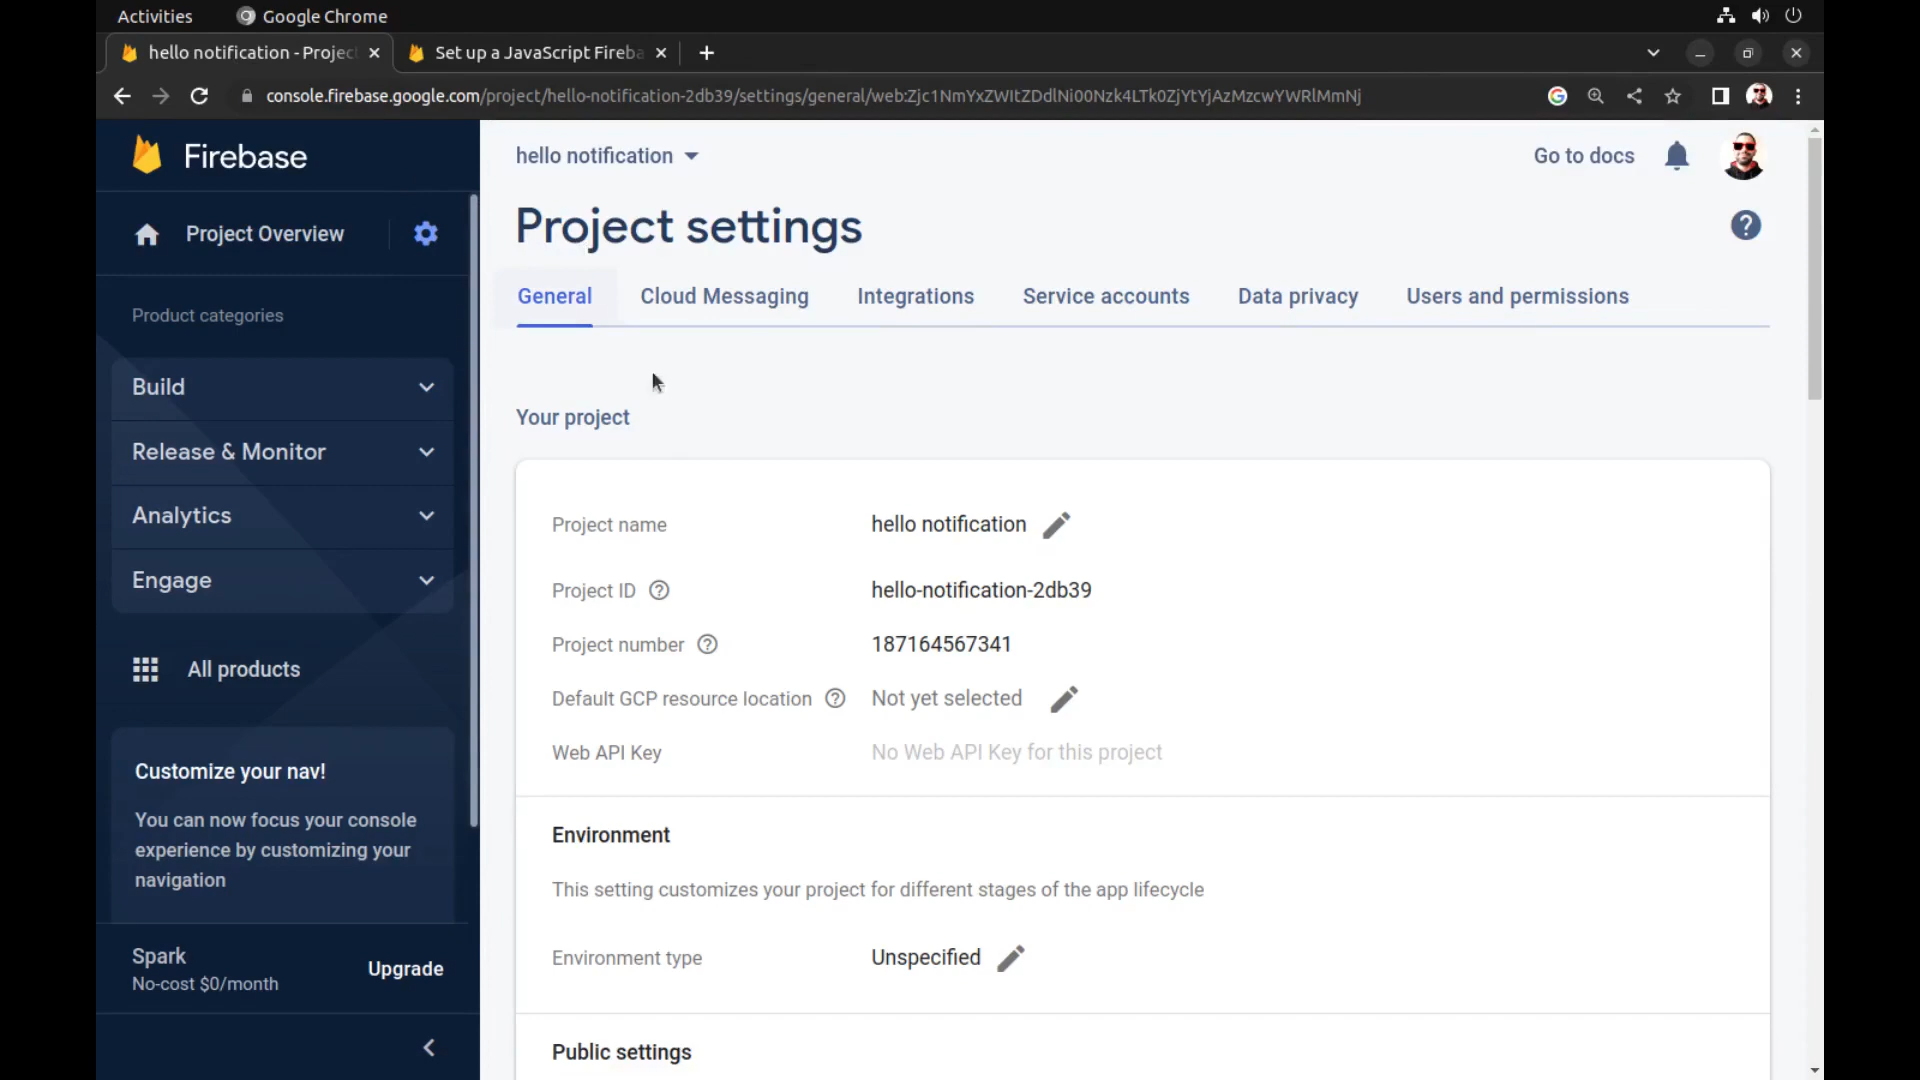 Activities
Google Chrome
hello notification - Project
Set up a JavaScript Fireba
console.firebase.google.com/project/hello-notification-2db39/settings/general/web:Zjc1NmYxZWItZDdlNi00Nzk4LTk0ZjYtYjAzMzcwYWRlMmNj
Firebase
hello notification
Go to docs
Project Overview
Project settings
General
Cloud Messaging
Integrations
Service accounts
Data privacy
Users and permissions
Product categories
Build
Release & Monitor
Analytics
Engage
All products
Customize your nav!
You can now focus your console
experience by customizing your
navigation
Spark
No-cost $0/month
Upgrade
Your project
Project name
hello notification
Project ID
hello-notification-2db39
Project number
187164567341
Default GCP resource location
Not yet selected
Web API Key
No Web API Key for this project
Environment
This setting customizes your project for different stages of the app lifecycle
Environment type
Unspecified
Public settings